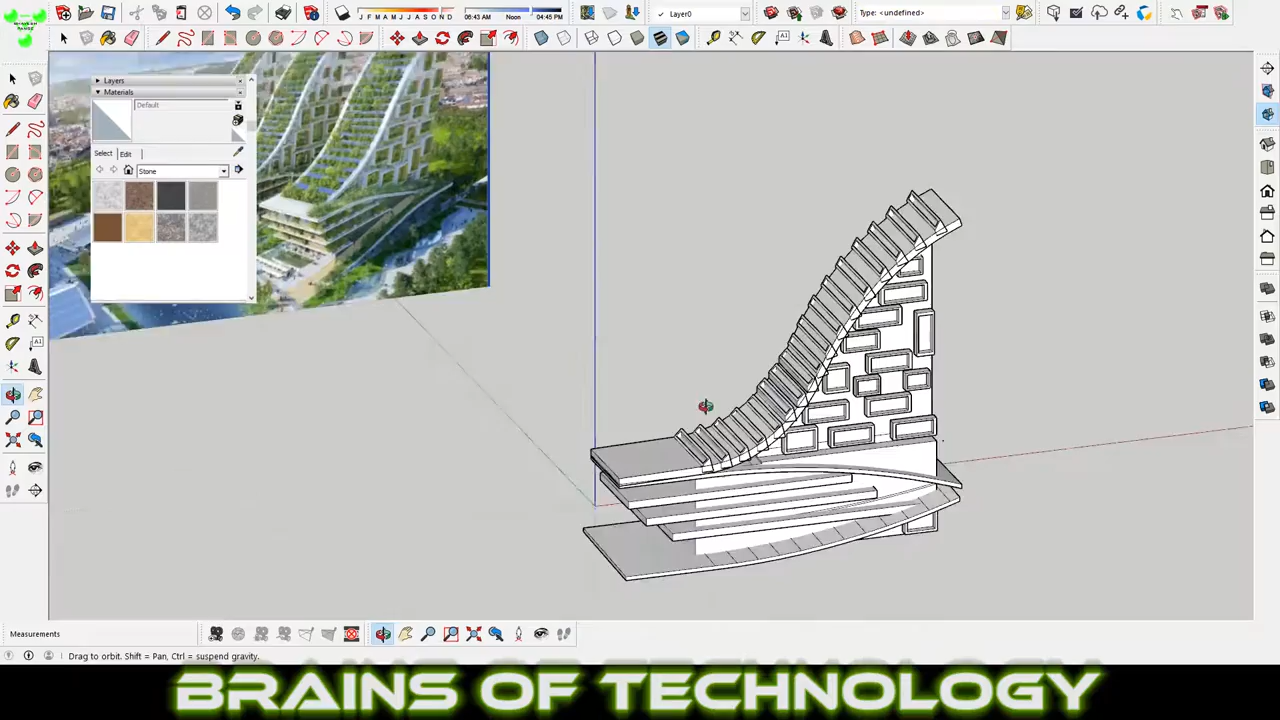 J F M A M J J A S O N D
06:43 AM Noon 04:45 PM
Layer0
Type: <undefined>
Layers
Materials
Default
Select Edit
Stone
Measurements
Drag to orbit. Shift = Pan, Ctrl = suspend gravity.
BRAINS OF TECHNOLOGY